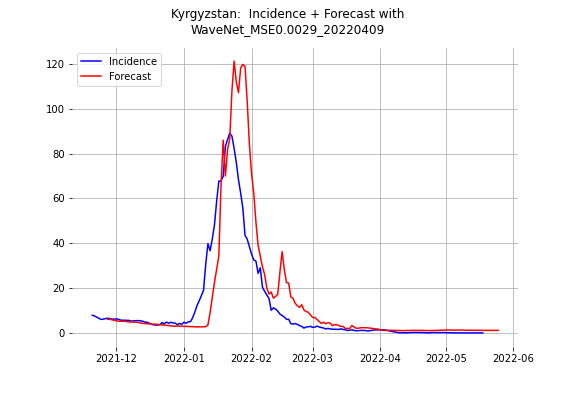 Kyrgyzstan:  Incidence + Forecast with
WaveNet_MSE0.0029_20220409
Incidence
Forecast
120
100
80
60
40
20
0
2021-12 2022-01 2022-02 2022-03 2022-04 2022-05 2022-06